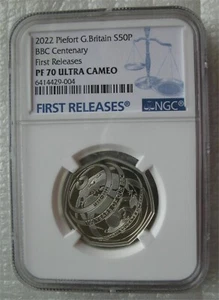 2022 Piefort G.Britain S50P
BBC Centenary
First Releases
PF 70 ULTRA CAMEO
6414429-004
FIRST RELEASES®
NGC®